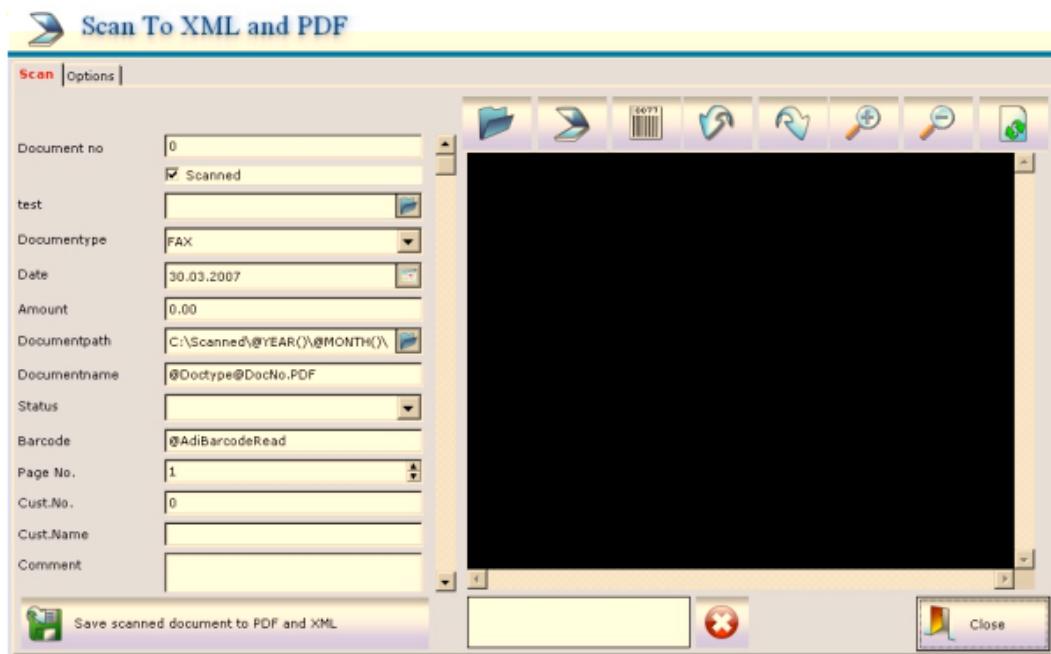 Scan To XML and PDF
Scan Options
0077
Document no 0
Scanned
test
Documentype FAX
Date 30.03.2007
Amount 0.00
Documentpath C:\Scanned\@YEAR()\@MONTH()\
Documentname @Doctype@DocNo.PDF
Status
Barcode @AdiBarcodeRead
Page No. 1
Cust.No. 0
Cust.Name
Comment
Save scanned document to PDF and XML
Close